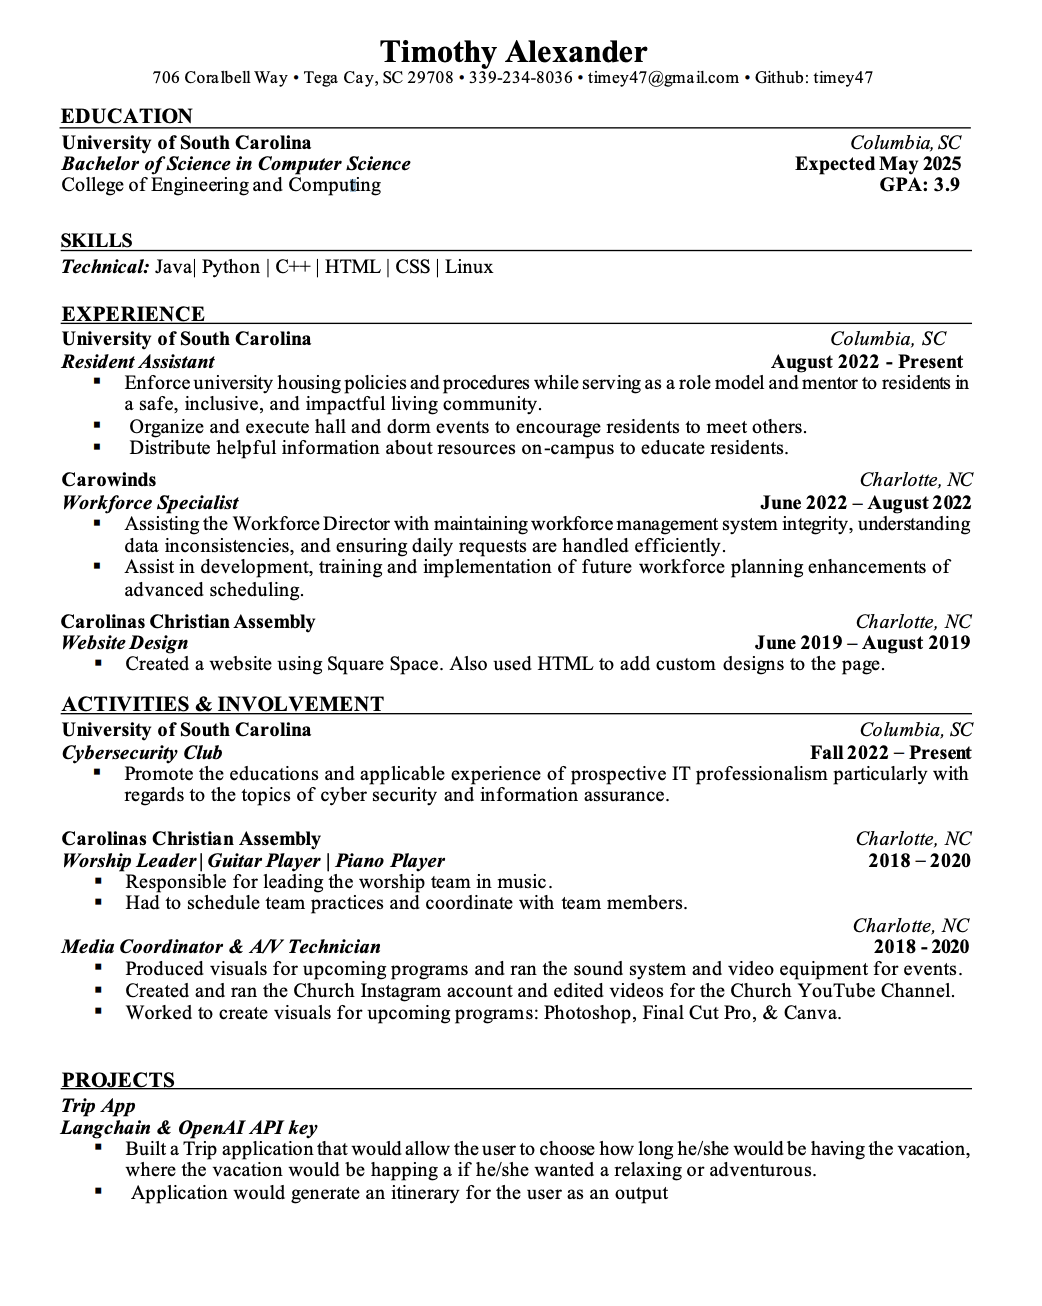 Timothy Alexander
706 Coralbell Way • Tega Cay, SC 29708 • 339-234-8036 • timey47@gmail.com • Github: timey47
EDUCATION
University of South Carolina Columbia, SC
Bachelor of Science in Computer Science Expected May 2025
College of Engineering and Computing GPA: 3.9
SKILLS
Technical: Java| Python | C++ | HTML | CSS | Linux
EXPERIENCE
University of South Carolina Columbia, SC
Resident Assistant August 2022 - Present
▪ Enforce university housing policies and procedures while serving as a role model and mentor to residents in
a safe, inclusive, and impactful living community.
▪ Organize and execute hall and dorm events to encourage residents to meet others.
▪ Distribute helpful information about resources on-campus to educate residents.
Carowinds Charlotte, NC
Workforce Specialist June 2022 – August 2022
▪ Assisting the Workforce Director with maintaining workforce management system integrity, understanding
data inconsistencies, and ensuring daily requests are handled efficiently.
▪ Assist in development, training and implementation of future workforce planning enhancements of
advanced scheduling.
Carolinas Christian Assembly Charlotte, NC
Website Design June 2019 – August 2019
▪ Created a website using Square Space. Also used HTML to add custom designs to the page.
ACTIVITIES & INVOLVEMENT
University of South Carolina Columbia, SC
Cybersecurity Club Fall 2022 – Present
▪ Promote the educations and applicable experience of prospective IT professionalism particularly with
regards to the topics of cyber security and information assurance.
Carolinas Christian Assembly Charlotte, NC
Worship Leader| Guitar Player | Piano Player 2018 – 2020
▪ Responsible for leading the worship team in music.
▪ Had to schedule team practices and coordinate with team members.
Charlotte, NC
Media Coordinator & A/V Technician 2018 - 2020
▪ Produced visuals for upcoming programs and ran the sound system and video equipment for events.
▪ Created and ran the Church Instagram account and edited videos for the Church YouTube Channel.
▪ Worked to create visuals for upcoming programs: Photoshop, Final Cut Pro, & Canva.
PROJECTS
Trip App
Langchain & OpenAI API key
▪ Built a Trip application that would allow the user to choose how long he/she would be having the vacation,
where the vacation would be happing a if he/she wanted a relaxing or adventurous.
▪ Application would generate an itinerary for the user as an output